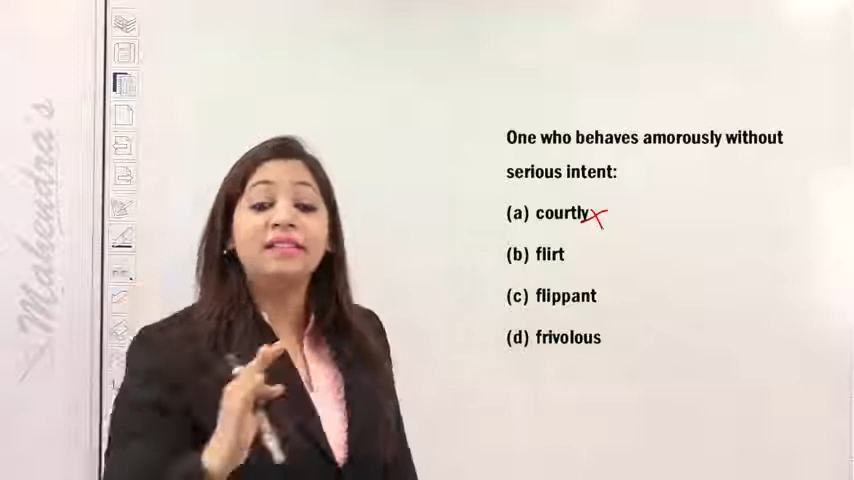 Mahendra's
One who behaves amorously without
serious intent:
(a) courtly
(b) flirt
(c) flippant
(d) frivolous